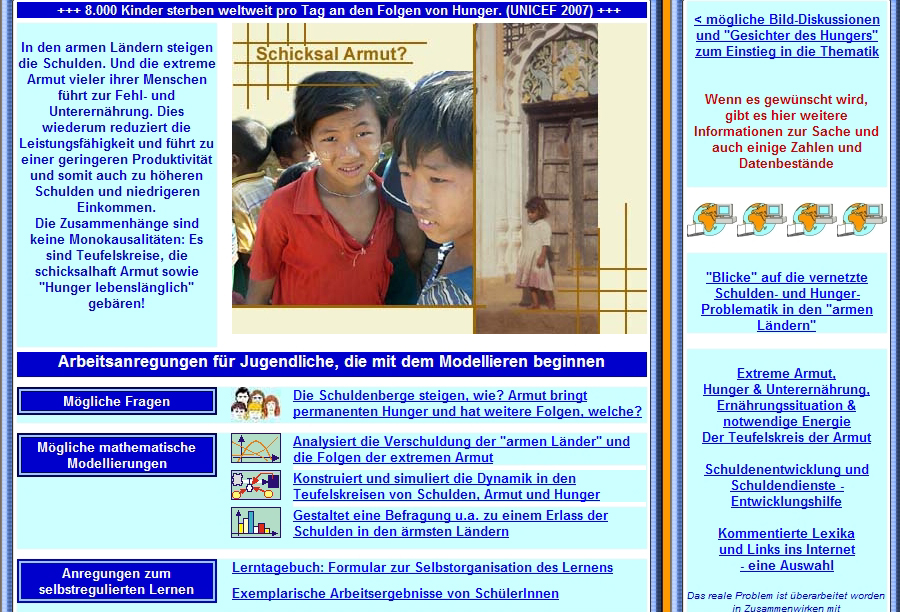 +++ 8.000 Kinder sterben weltweit pro Tag an den Folgen von Hunger. (UNICEF 2007) +++
In den armen Ländern steigen
die Schulden. Und die extreme
Armut vieler ihrer Menschen
führt zur Fehl- und
Unterernährung. Dies
wiederum reduziert die
Leistungsfähigkeit und führt zu
einer geringeren Produktivität
und somit auch zu höheren
Schulden und niedrigeren
Einkommen.
Die Zusammenhänge sind
keine Monokausalitäten: Es
sind Teufelskreise, die
schicksalhaft Armut sowie
"Hunger lebenslänglich"
gebären!
Schicksal Armut?
Arbeitsanregungen für Jugendliche, die mit dem Modellieren beginnen
Mögliche Fragen
Die Schuldenberge steigen, wie? Armut bringt
permanenten Hunger und hat weitere Folgen, welche?
Mögliche mathematische
Modellierungen
Analysiert die Verschuldung der "armen Länder" und
die Folgen der extremen Armut
Konstruiert und simuliert die Dynamik in den
Teufelskreisen von Schulden, Armut und Hunger
Gestaltet eine Befragung u.a. zu einem Erlass der
Schulden in den ärmsten Ländern
Anregungen zum
selbstregulierten Lernen
Lerntagebuch: Formular zur Selbstorganisation des Lernens
Exemplarische Arbeitsergebnisse von SchülerInnen
< mögliche Bild-Diskussionen
und "Gesichter des Hungers"
zum Einstieg in die Thematik
Wenn es gewünscht wird,
gibt es hier weitere
Informationen zur Sache und
auch einige Zahlen und
Datenbestände
"Blicke" auf die vernetzte
Schulden- und Hunger-
Problematik in den "armen
Ländern"
Extreme Armut,
Hunger & Unterernährung,
Ernährungssituation &
notwendige Energie
Der Teufelskreis der Armut
Schuldenentwicklung und
Schuldendienste -
Entwicklungshilfe
Kommentierte Lexika
und Links ins Internet
- eine Auswahl
Das reale Problem ist überarbeitet worden
in Zusammenwirken mit